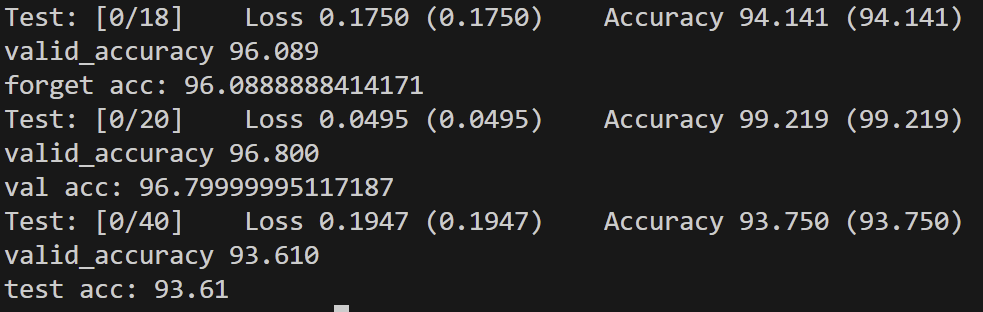 Test: [0/18]    Loss 0.1750 (0.1750)    Accuracy 94.141 (94.141)
valid_accuracy 96.089
forget acc: 96.0888888414171
Test: [0/20]    Loss 0.0495 (0.0495)    Accuracy 99.219 (99.219)
valid_accuracy 96.800
val acc: 96.79999995117187
Test: [0/40]    Loss 0.1947 (0.1947)    Accuracy 93.750 (93.750)
valid_accuracy 93.610
test acc: 93.61